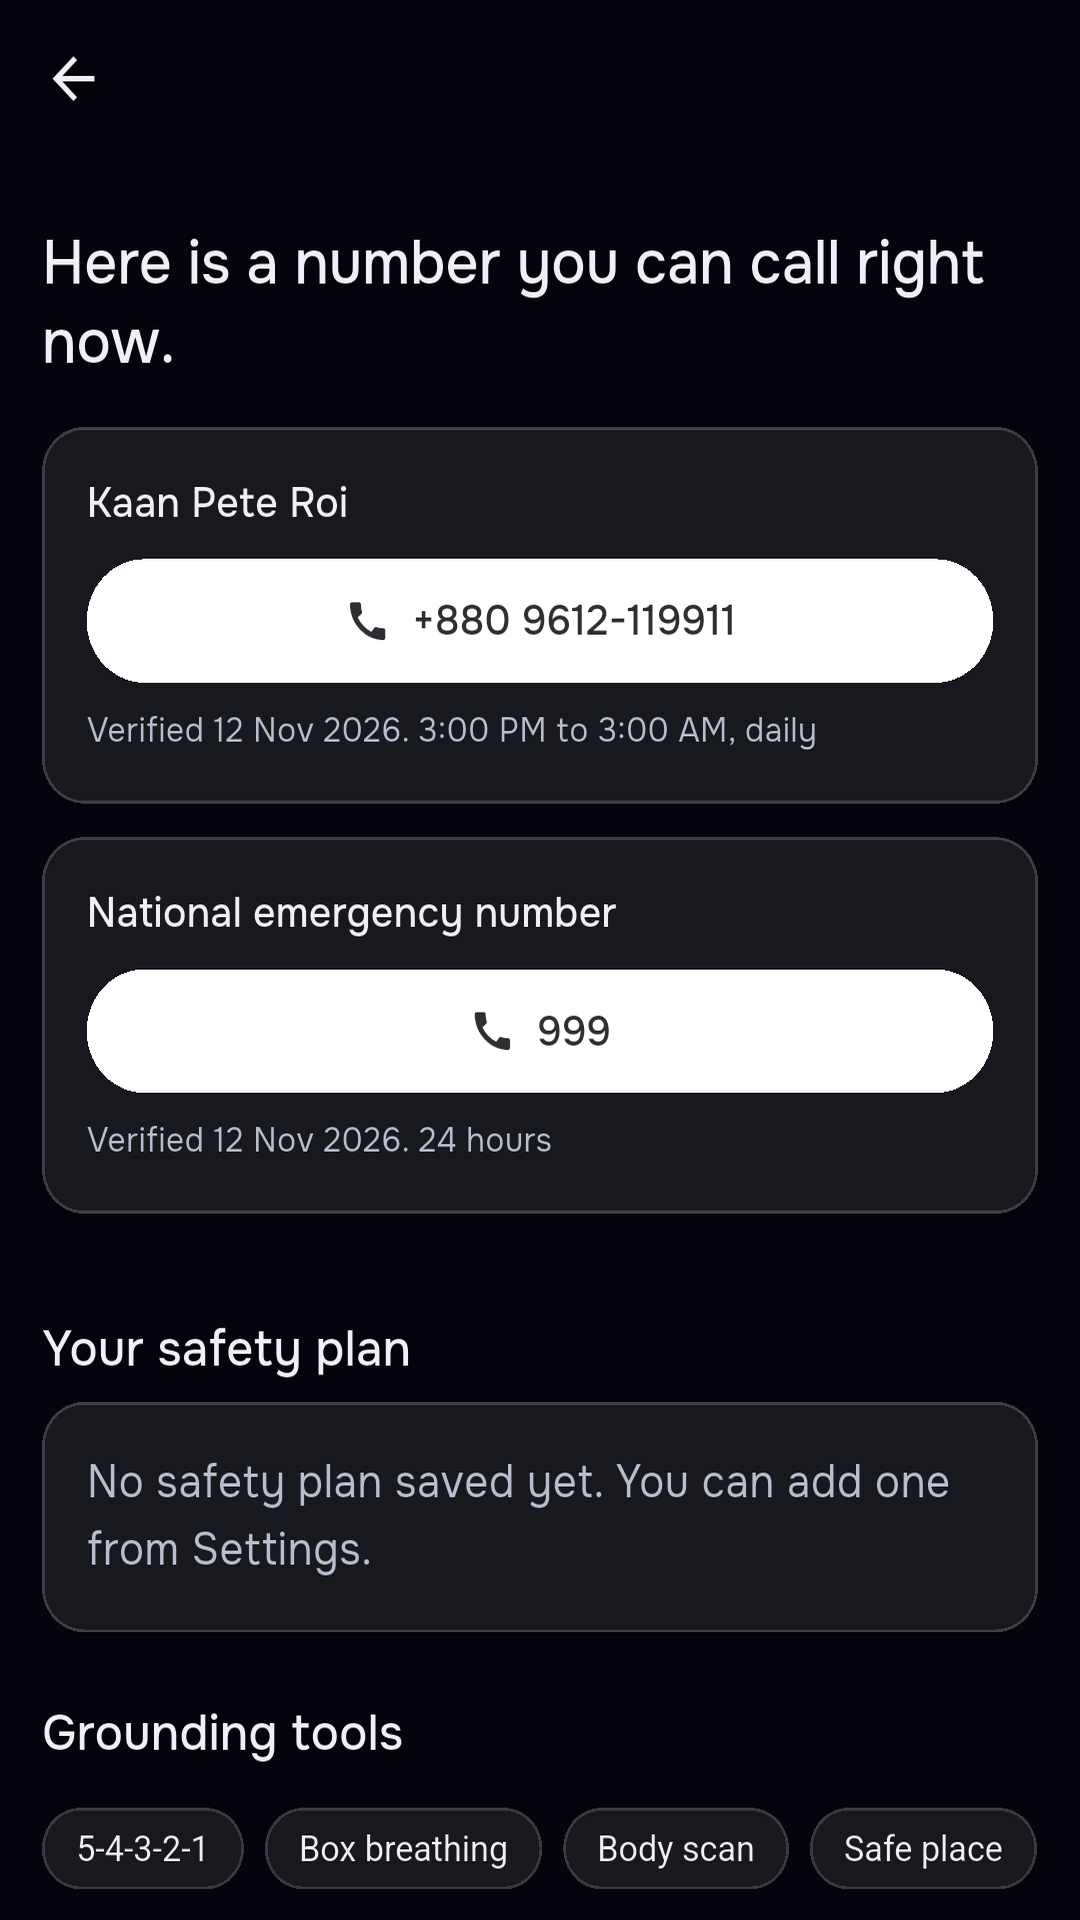 Here is a number you can call right
now.
Kaan Pete Roi
+880 9612-119911
Verified 12 Nov 2026. 3:00 PM to 3:00 AM, daily
National emergency number
999
Verified 12 Nov 2026. 24 hours
Your safety plan
No safety plan saved yet. You can add one
from Settings.
Grounding tools
5-4-3-2-1
Box breathing
Body scan
Safe place